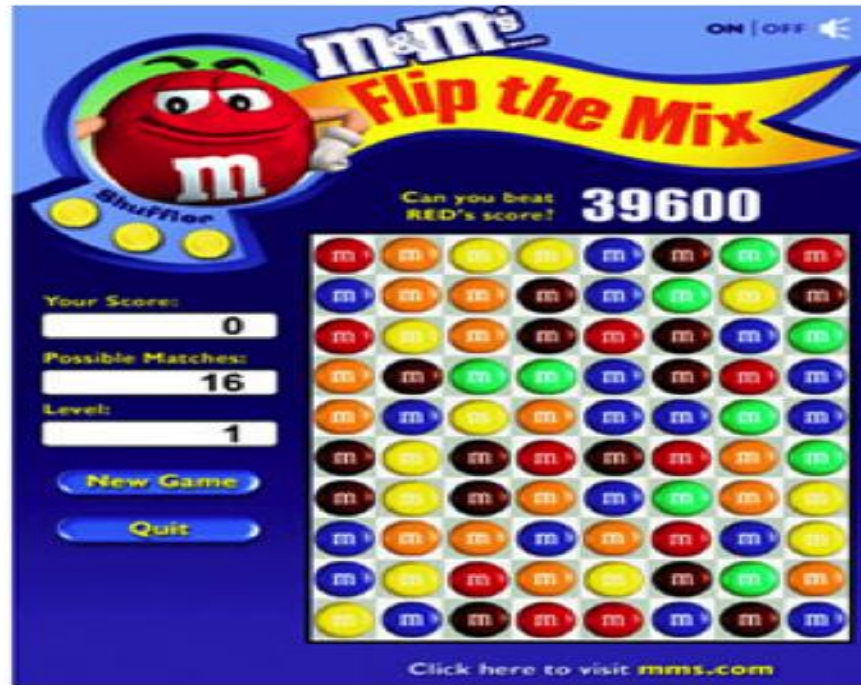 m&m's
ON | OFF
Flip the Mix
m
Shuffler
Can you beat
RED's score?
39600
Your Score:
0
Possible Matches:
16
Level:
1
New Game
Quit
m m m m m m m m
m m m m m m m m
m m m m m m m m
m m m m m m m m
m m m m m m m m
m m m m m m m m
m m m m m m m m
m m m m m m m m
m m m m m m m m
m m m m m m m m
Click here to visit mms.com